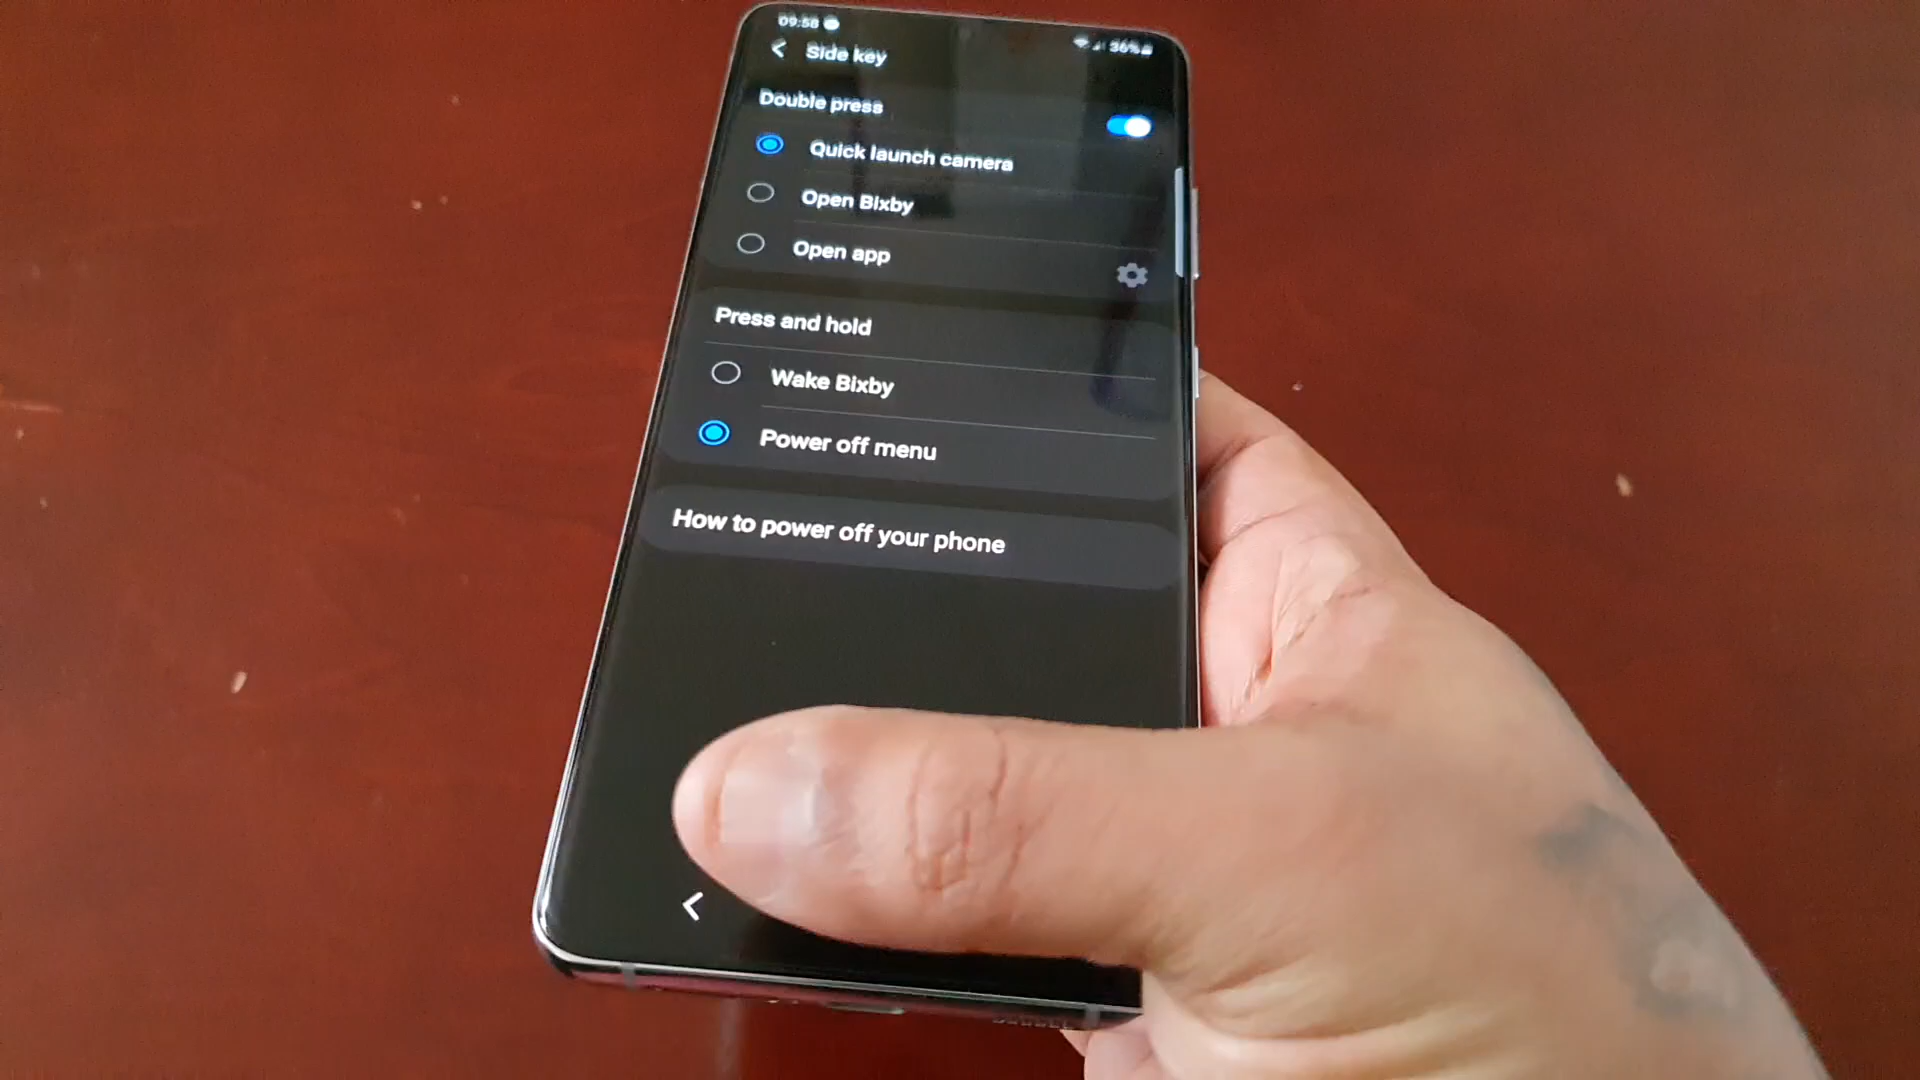 09:58
36%
Side key
Double press
Quick launch camera
Open Bixby
Open app
Press and hold
Wake Bixby
Power off menu
How to power off your phone